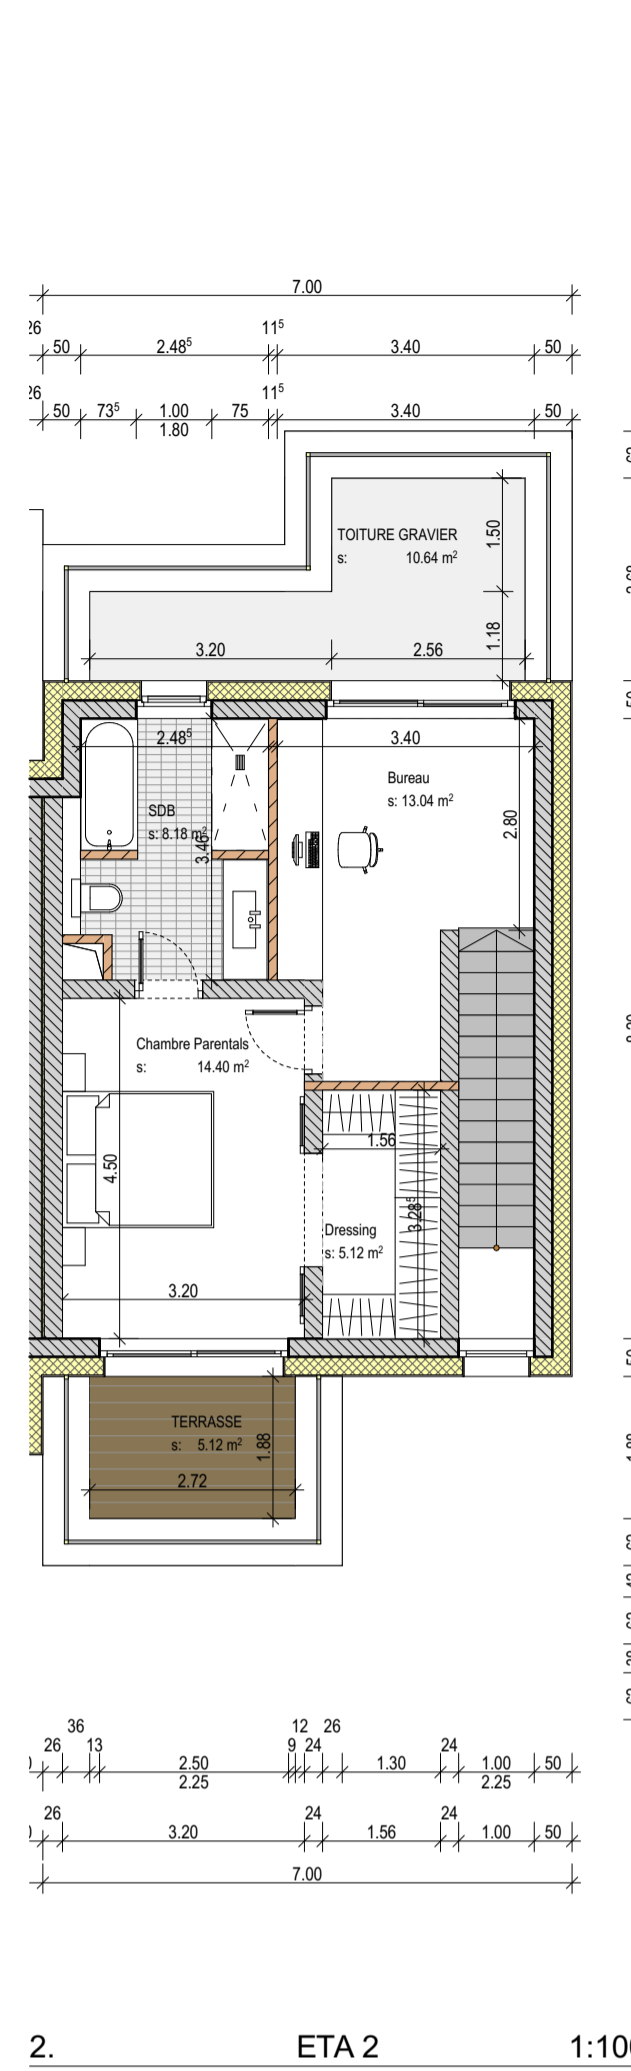 7.00
26
11⁵
50 2.48⁵ 3.40 50
26
11⁵
50 73⁵ 1.00 75 3.40 50
1.80
TOITURE GRAVIER
s: 10.64 m²
1.50
1.18
3.20 2.56
2.48⁵ 3.40
Bureau
s: 13.04 m²
SDB
s: 8.18 m²
3.46
2.80
Chambre Parentals
s: 14.40 m²
4.50
1.56
3.28⁵
Dressing
s: 5.12 m²
3.20
TERRASSE
s: 5.12 m²
1.88
2.72
36 12 26
26 13 9 24 24
2.50 1.30 1.00 50
2.25 2.25
26 24 24
3.20 1.56 1.00 50
7.00
2. ETA 2 1:100